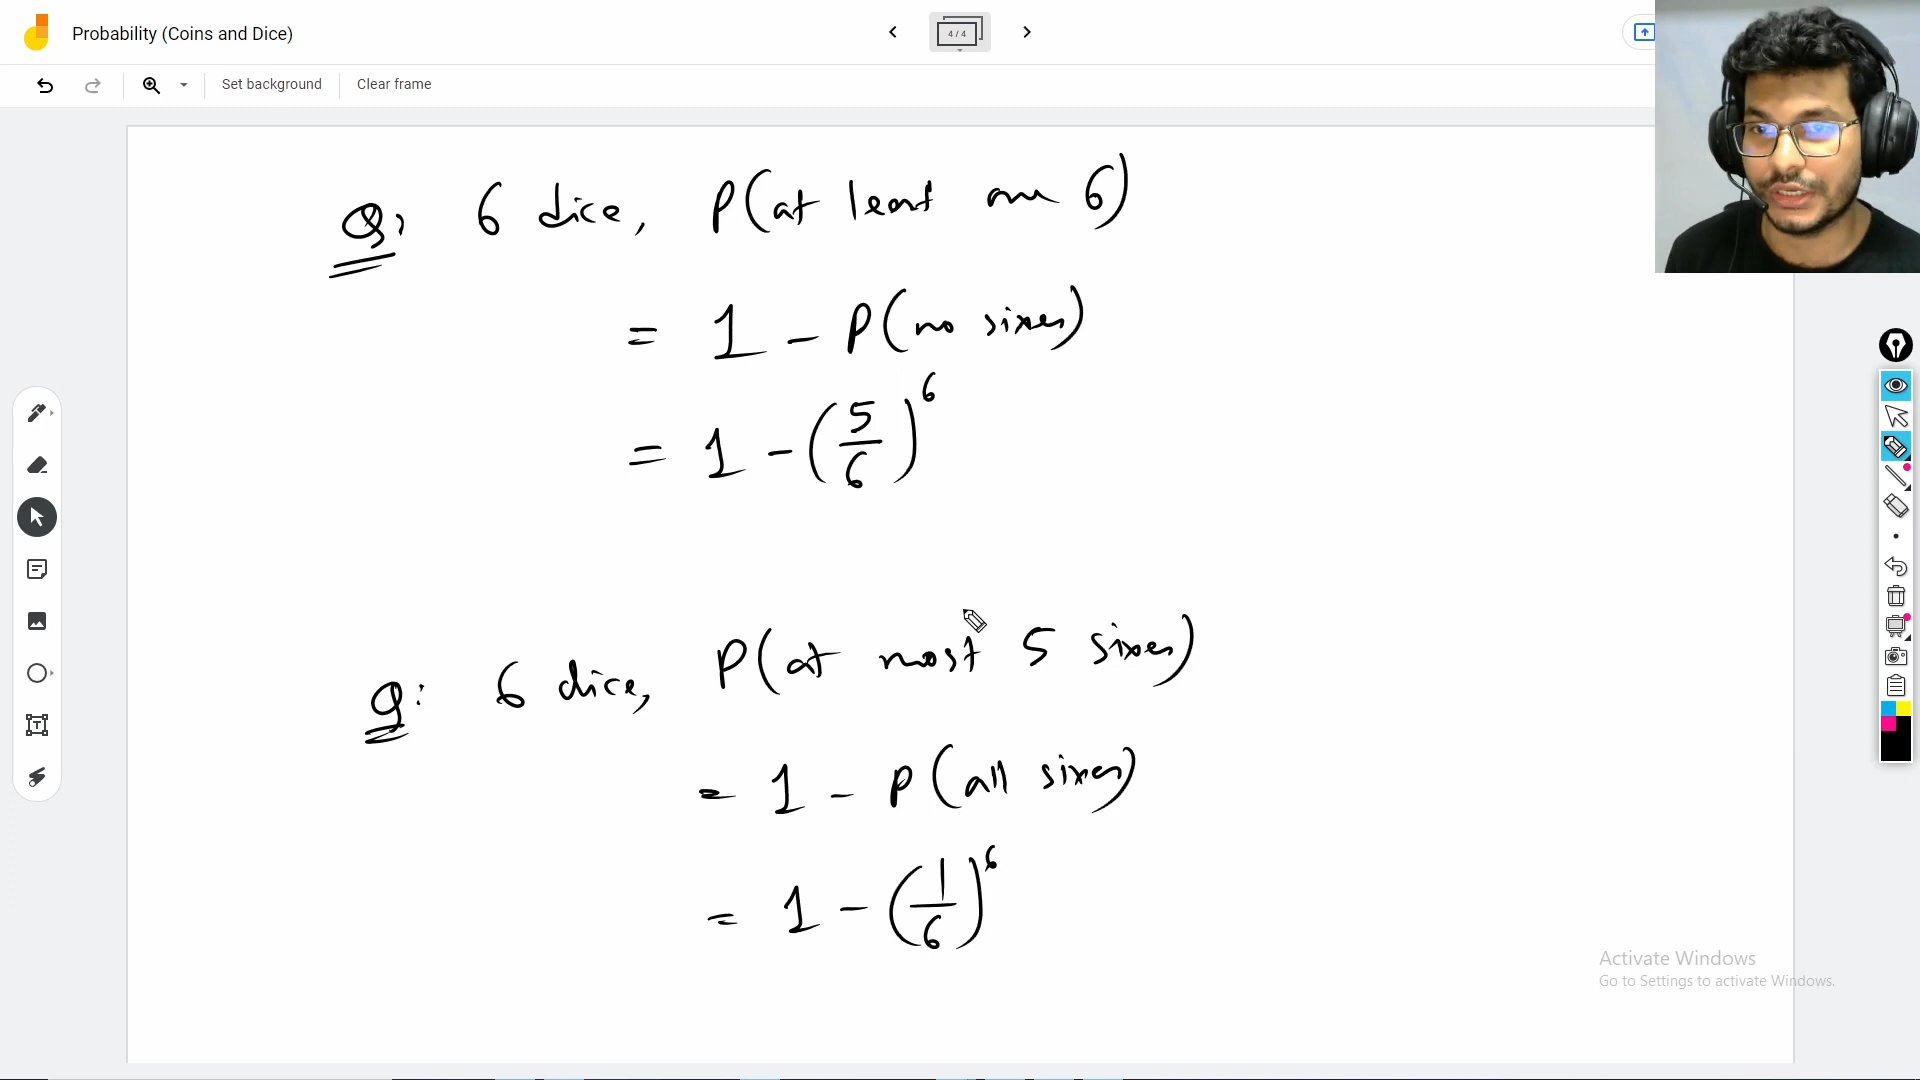 Probability (Coins and Dice)
4 / 4
Set background
Clear frame
Q: 6 dice, P(at least one 6)
= 1 - P(no sixes)
= 1 - (5/6)^6
Q: 6 dice, P(at most 5 sixes)
= 1 - P(all sixes)
= 1 - (1/6)^6
Activate Windows
Go to Settings to activate Windows.